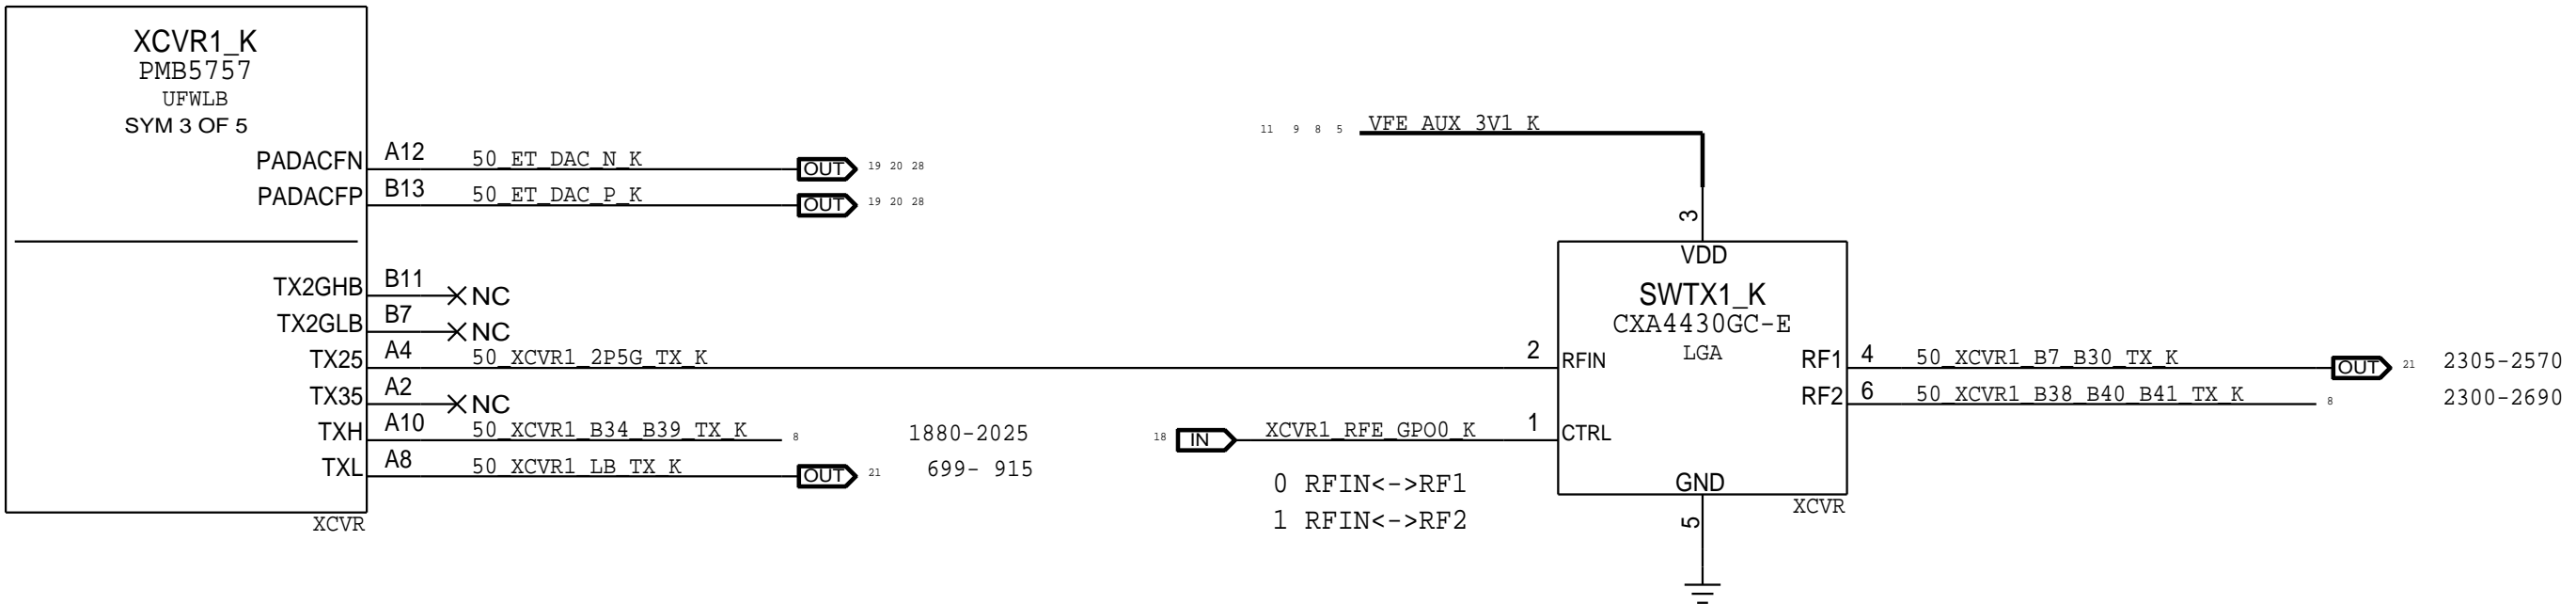 XCVR1_K
PMB5757
UFWLB
SYM 3 OF 5
PADACFN A12 50_ET_DAC_N_K OUT 19 20 28
PADACFP B13 50_ET_DAC_P_K OUT 19 20 28
TX2GHB B11 NC
TX2GLB B7 NC
TX25 A4 50_XCVR1_2P5G_TX_K
TX35 A2 NC
TXH A10 50_XCVR1_B34_B39_TX_K 8 1880-2025
TXL A8 50_XCVR1_LB_TX_K OUT 21 699- 915
XCVR
11 9 8 5 VFE_AUX_3V1_K
3
VDD
SWTX1_K
CXA4430GC-E
LGA
2 RFIN
RF1 4 50_XCVR1_B7_B30_TX_K OUT 21 2305-2570
RF2 6 50_XCVR1_B38_B40_B41_TX_K 8 2300-2690
18 IN XCVR1_RFE_GPO0_K 1 CTRL
GND
XCVR
5
0 RFIN<->RF1
1 RFIN<->RF2